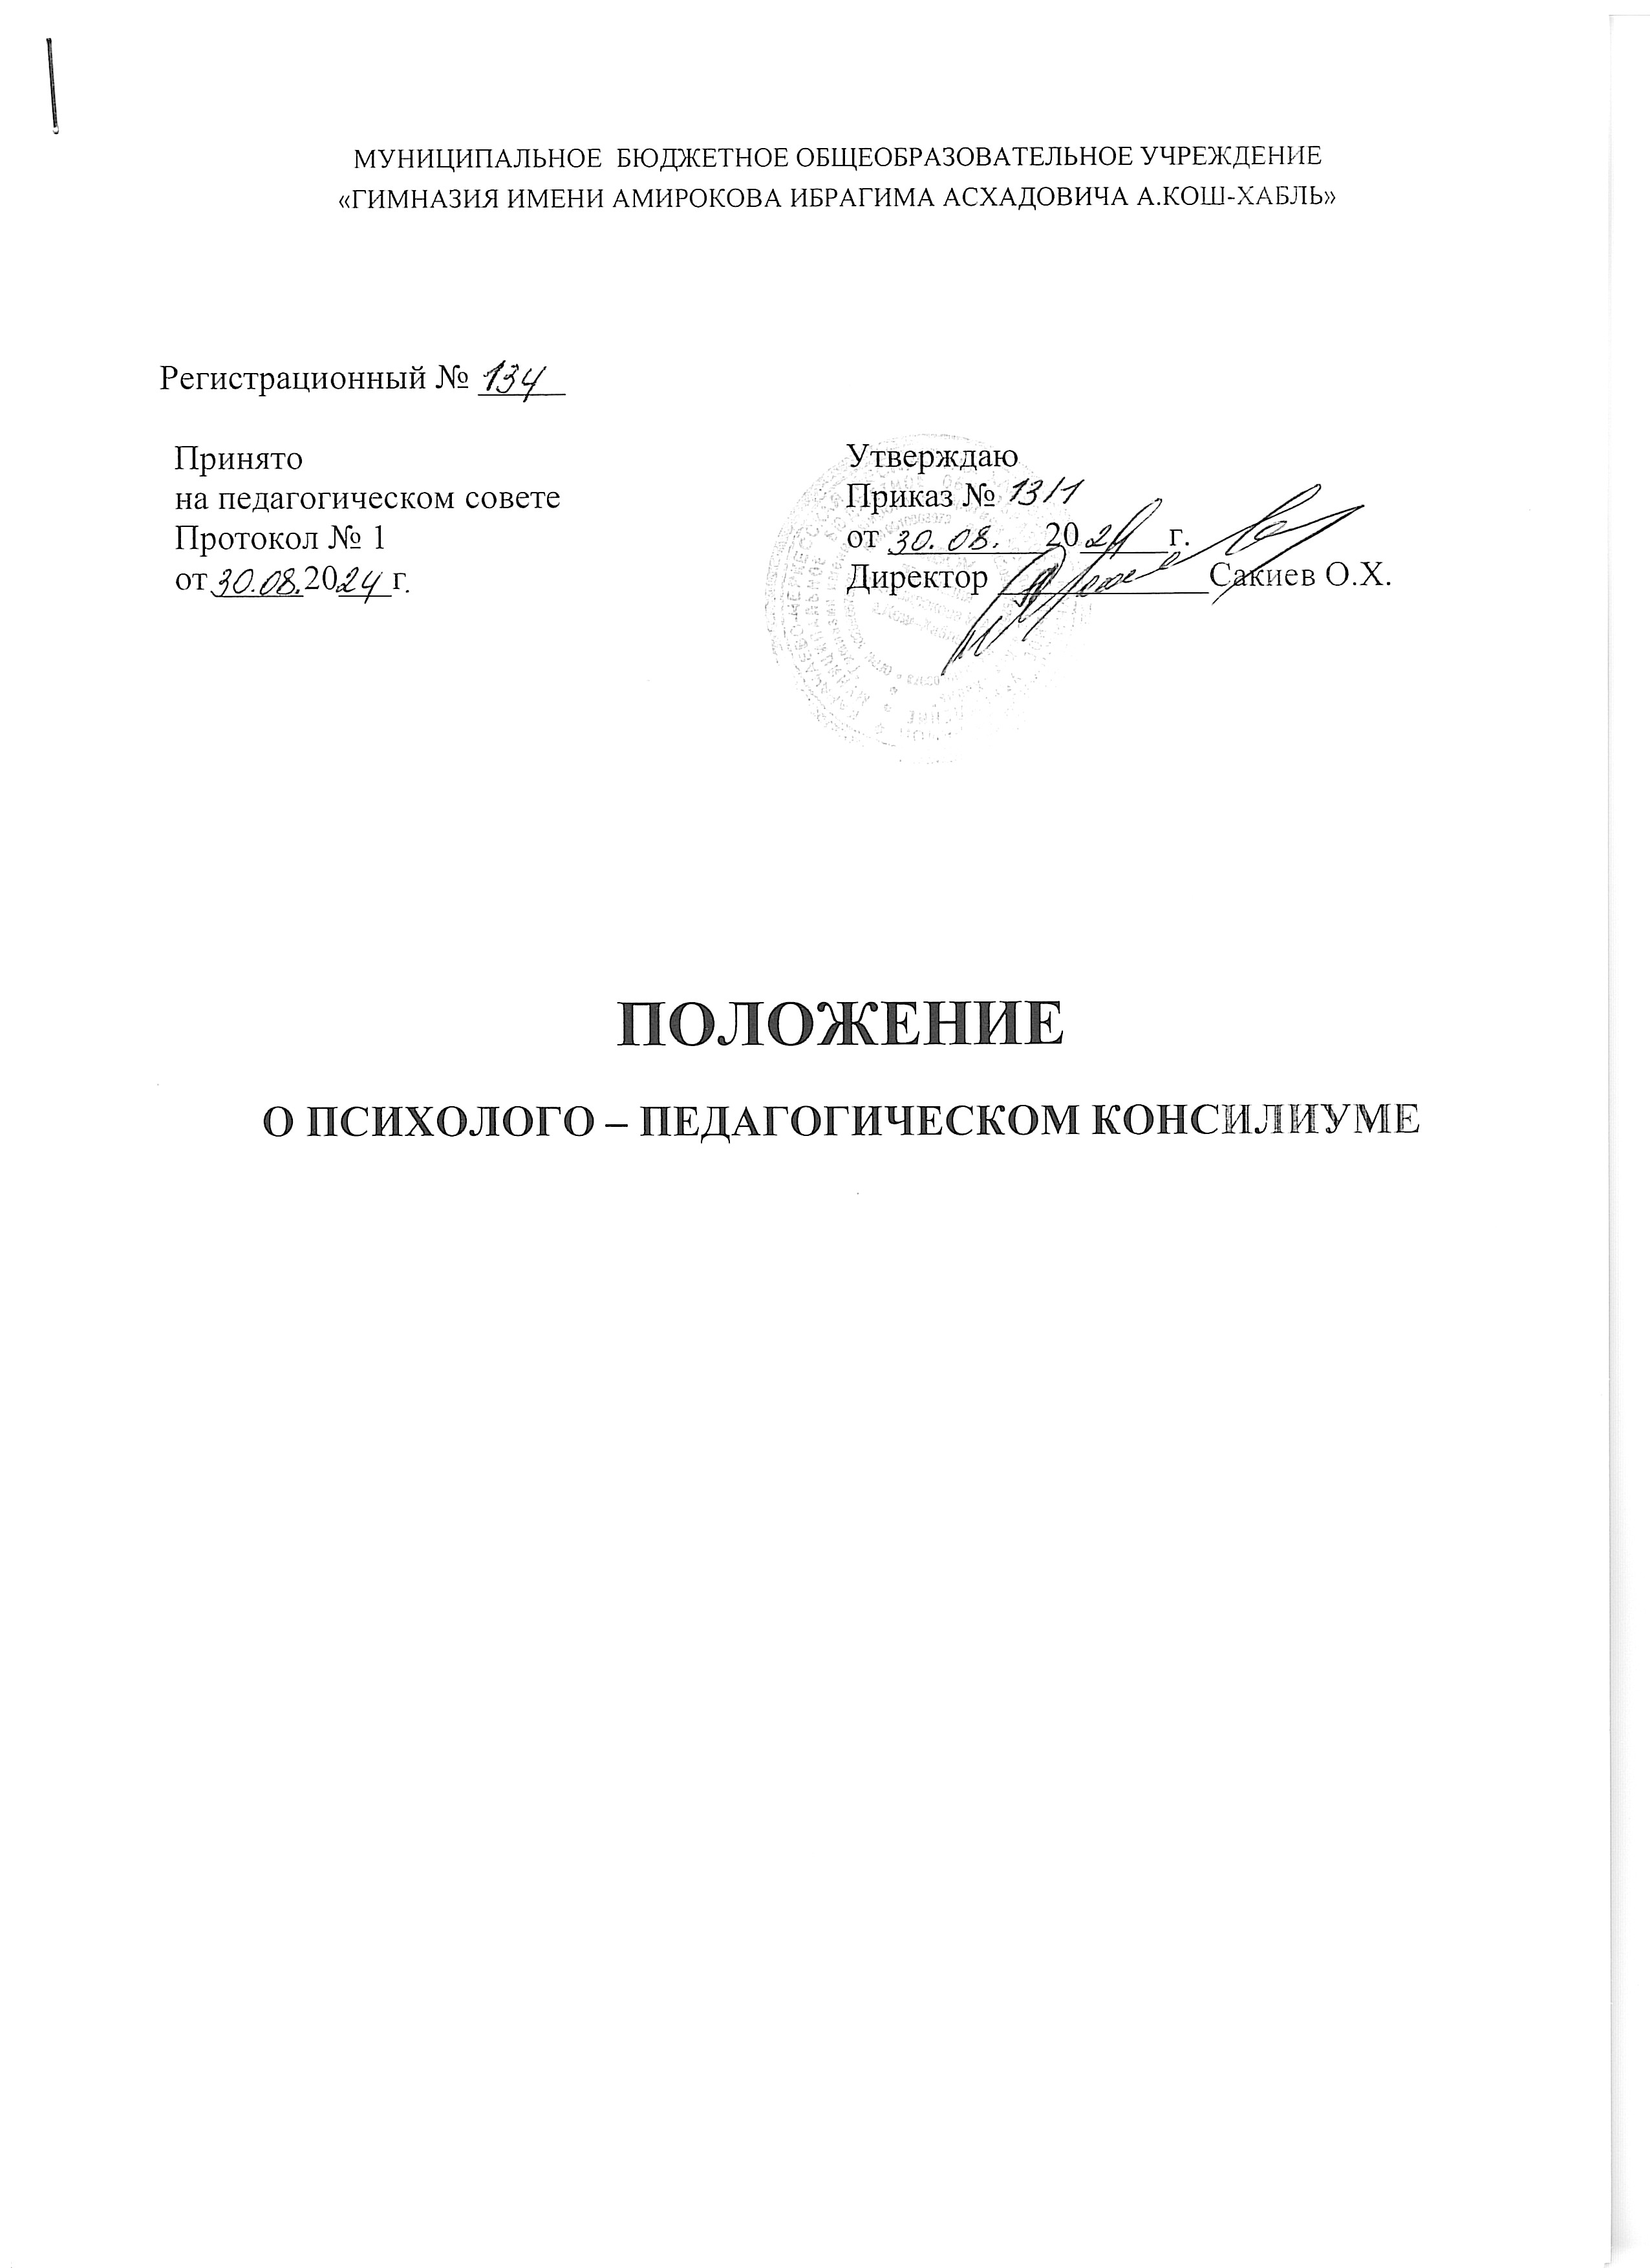 МУНИЦИПАЛЬНОЕ БЮДЖЕТНОЕ ОБЩЕОБРАЗОВАТЕЛЬНОЕ УЧРЕЖДЕНИЕ
«ГИМНАЗИЯ ИМЕНИ АМИРОКОВА ИБРАГИМА АСХАДОВИЧА А.КОШ-ХАБЛЬ»
Регистрационный № 134
Принято
на педагогическом совете
Протокол № 1
от 30.08.2024 г.
Утверждаю
Приказ № 13/1
от 30.08. 2024 г.
Директор Сакиев О.Х.
ПОЛОЖЕНИЕ
О ПСИХОЛОГО – ПЕДАГОГИЧЕСКОМ КОНСИЛИУМЕ